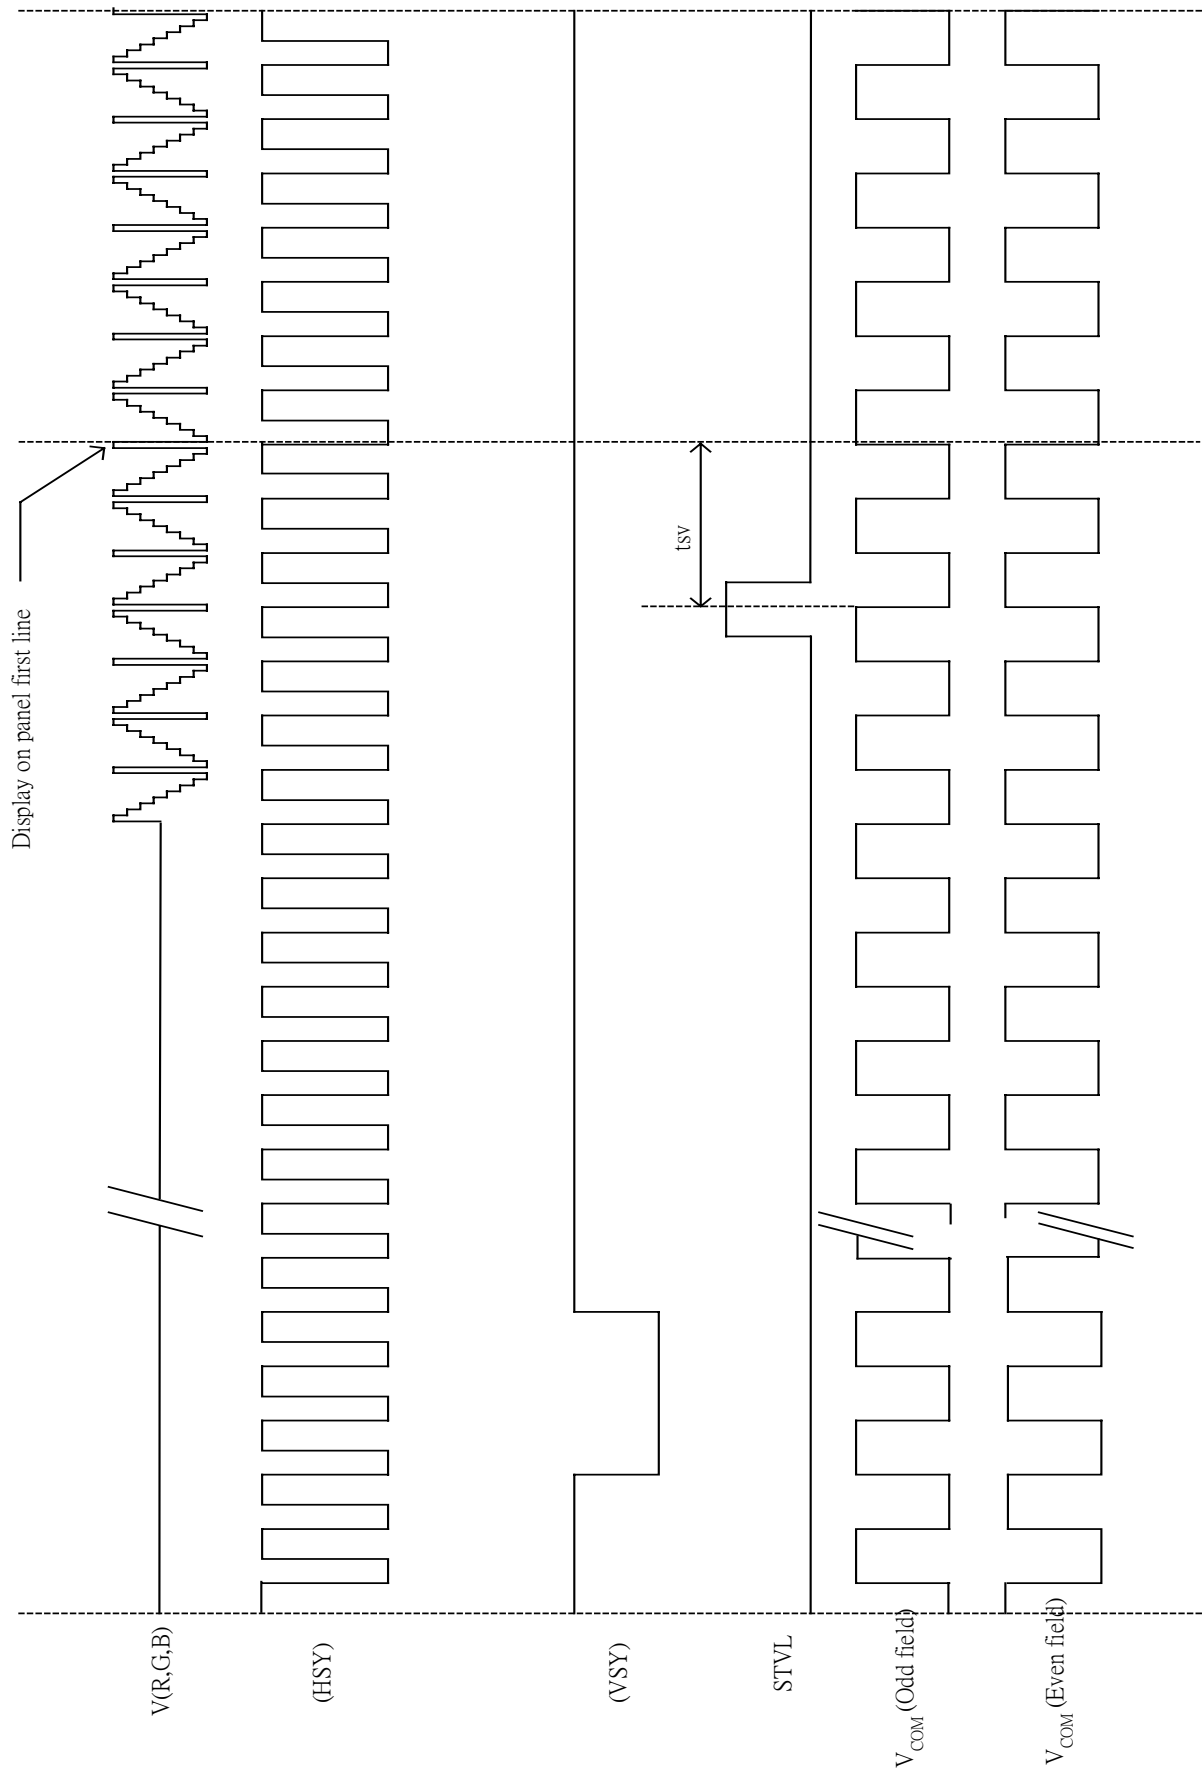 Display on panel first line
V(R,G,B)
(HSY)
(VSY)
tsv
STVL
VCOM (Odd field)
VCOM (Even field)